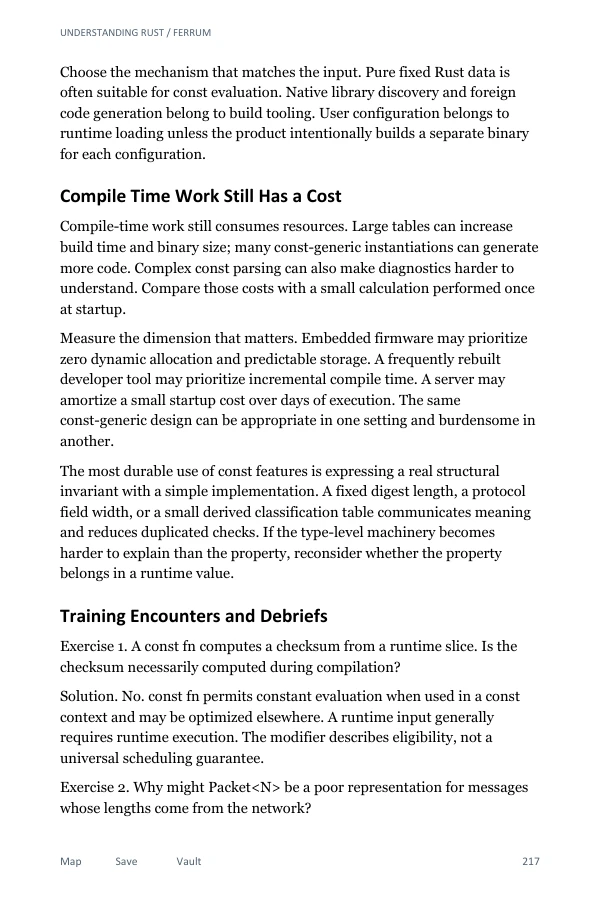 UNDERSTANDING RUST / FERRUM
Choose the mechanism that matches the input. Pure fixed Rust data is
often suitable for const evaluation. Native library discovery and foreign
code generation belong to build tooling. User configuration belongs to
runtime loading unless the product intentionally builds a separate binary
for each configuration.
Compile Time Work Still Has a Cost
Compile-time work still consumes resources. Large tables can increase
build time and binary size; many const-generic instantiations can generate
more code. Complex const parsing can also make diagnostics harder to
understand. Compare those costs with a small calculation performed once
at startup.
Measure the dimension that matters. Embedded firmware may prioritize
zero dynamic allocation and predictable storage. A frequently rebuilt
developer tool may prioritize incremental compile time. A server may
amortize a small startup cost over days of execution. The same
const-generic design can be appropriate in one setting and burdensome in
another.
The most durable use of const features is expressing a real structural
invariant with a simple implementation. A fixed digest length, a protocol
field width, or a small derived classification table communicates meaning
and reduces duplicated checks. If the type-level machinery becomes
harder to explain than the property, reconsider whether the property
belongs in a runtime value.
Training Encounters and Debriefs
Exercise 1. A const fn computes a checksum from a runtime slice. Is the
checksum necessarily computed during compilation?
Solution. No. const fn permits constant evaluation when used in a const
context and may be optimized elsewhere. A runtime input generally
requires runtime execution. The modifier describes eligibility, not a
universal scheduling guarantee.
Exercise 2. Why might Packet<N> be a poor representation for messages
whose lengths come from the network?
Map Save Vault 217